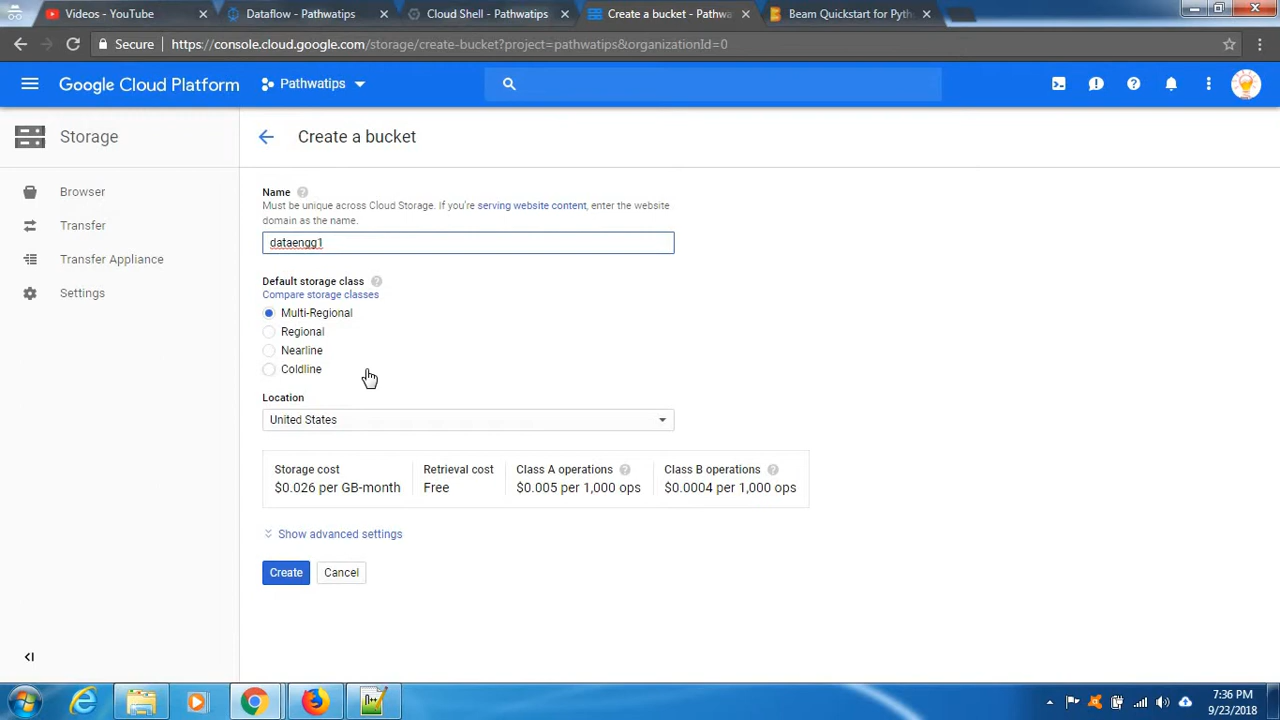 Videos - YouTube
Dataflow - Pathwatips
Cloud Shell - Pathwatips
Create a bucket - Pathwa
Beam Quickstart for Pyth
Secure
https://console.cloud.google.com/storage/create-bucket?project=pathwatips&organizationId=0
Google Cloud Platform
Pathwatips
Storage
Create a bucket
Browser
Transfer
Transfer Appliance
Settings
Name
Must be unique across Cloud Storage. If you're serving website content, enter the website
domain as the name.
dataengg1
Default storage class
Compare storage classes
Multi-Regional
Regional
Nearline
Coldline
Location
United States
Storage cost
$0.026 per GB-month
Retrieval cost
Free
Class A operations
$0.005 per 1,000 ops
Class B operations
$0.0004 per 1,000 ops
Show advanced settings
Create
Cancel
7:36 PM
9/23/2018